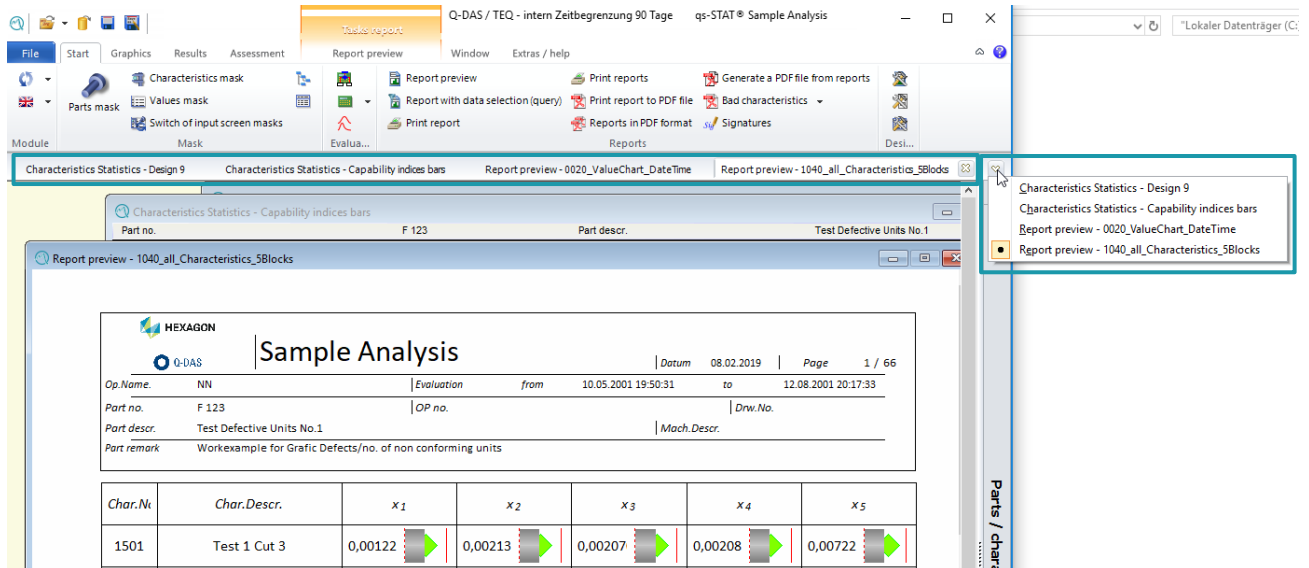 Q-DAS / TEQ - intern Zeitbegrenzung 90 Tage qs-STAT® Sample Analysis
Tasks report
"Lokaler Datenträger (C:
File Start Graphics Results Assessment Report preview Window Extras / help
Parts mask
Characteristics mask
Values mask
Switch of input screen masks
Report preview
Report with data selection (query)
Print report
Print reports
Print report to PDF file
Reports in PDF format
Generate a PDF file from reports
Bad characteristics
Signatures
Module Mask Evalua... Reports Desi...
Characteristics Statistics - Design 9 Characteristics Statistics - Capability indices bars Report preview - 0020_ValueChart_DateTime Report preview - 1040_all_Characteristics_5Blocks
Characteristics Statistics - Design 9
Characteristics Statistics - Capability indices bars
Report preview - 0020_ValueChart_DateTime
Report preview - 1040_all_Characteristics_5Blocks
Characteristics Statistics - Capability indices bars
Part no. F 123 Part descr. Test Defective Units No.1
Report preview - 1040_all_Characteristics_5Blocks
HEXAGON
Q-DAS
Sample Analysis
Datum 08.02.2019 Page 1 / 66
Op.Name. NN Evaluation from 10.05.2001 19:50:31 to 12.08.2001 20:17:33
Part no. F 123 OP no. Drw.No.
Part descr. Test Defective Units No.1 Mach.Descr.
Part remark Workexample for Grafic Defects/no. of non conforming units
Char.No Char.Descr. x1 x2 x3 x4 x5
1501 Test 1 Cut 3 0,00122 0,00213 0,00207 0,00208 0,00722
Parts / chara